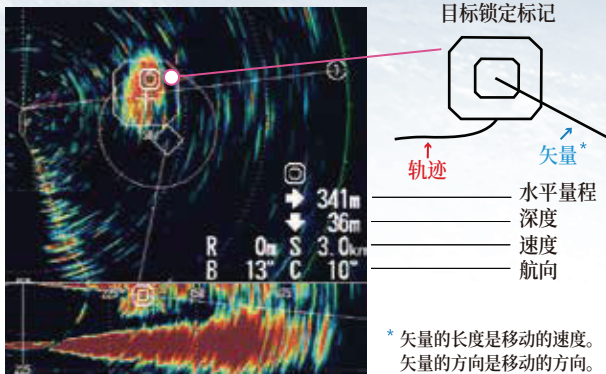 目标锁定标记
矢量*
轨迹
1
341m
36m
R 0m S 3.0kn
B 13° C 10°
水平量程
深度
速度
航向
225
* 矢量的长度是移动的速度。
矢量的方向是移动的方向。